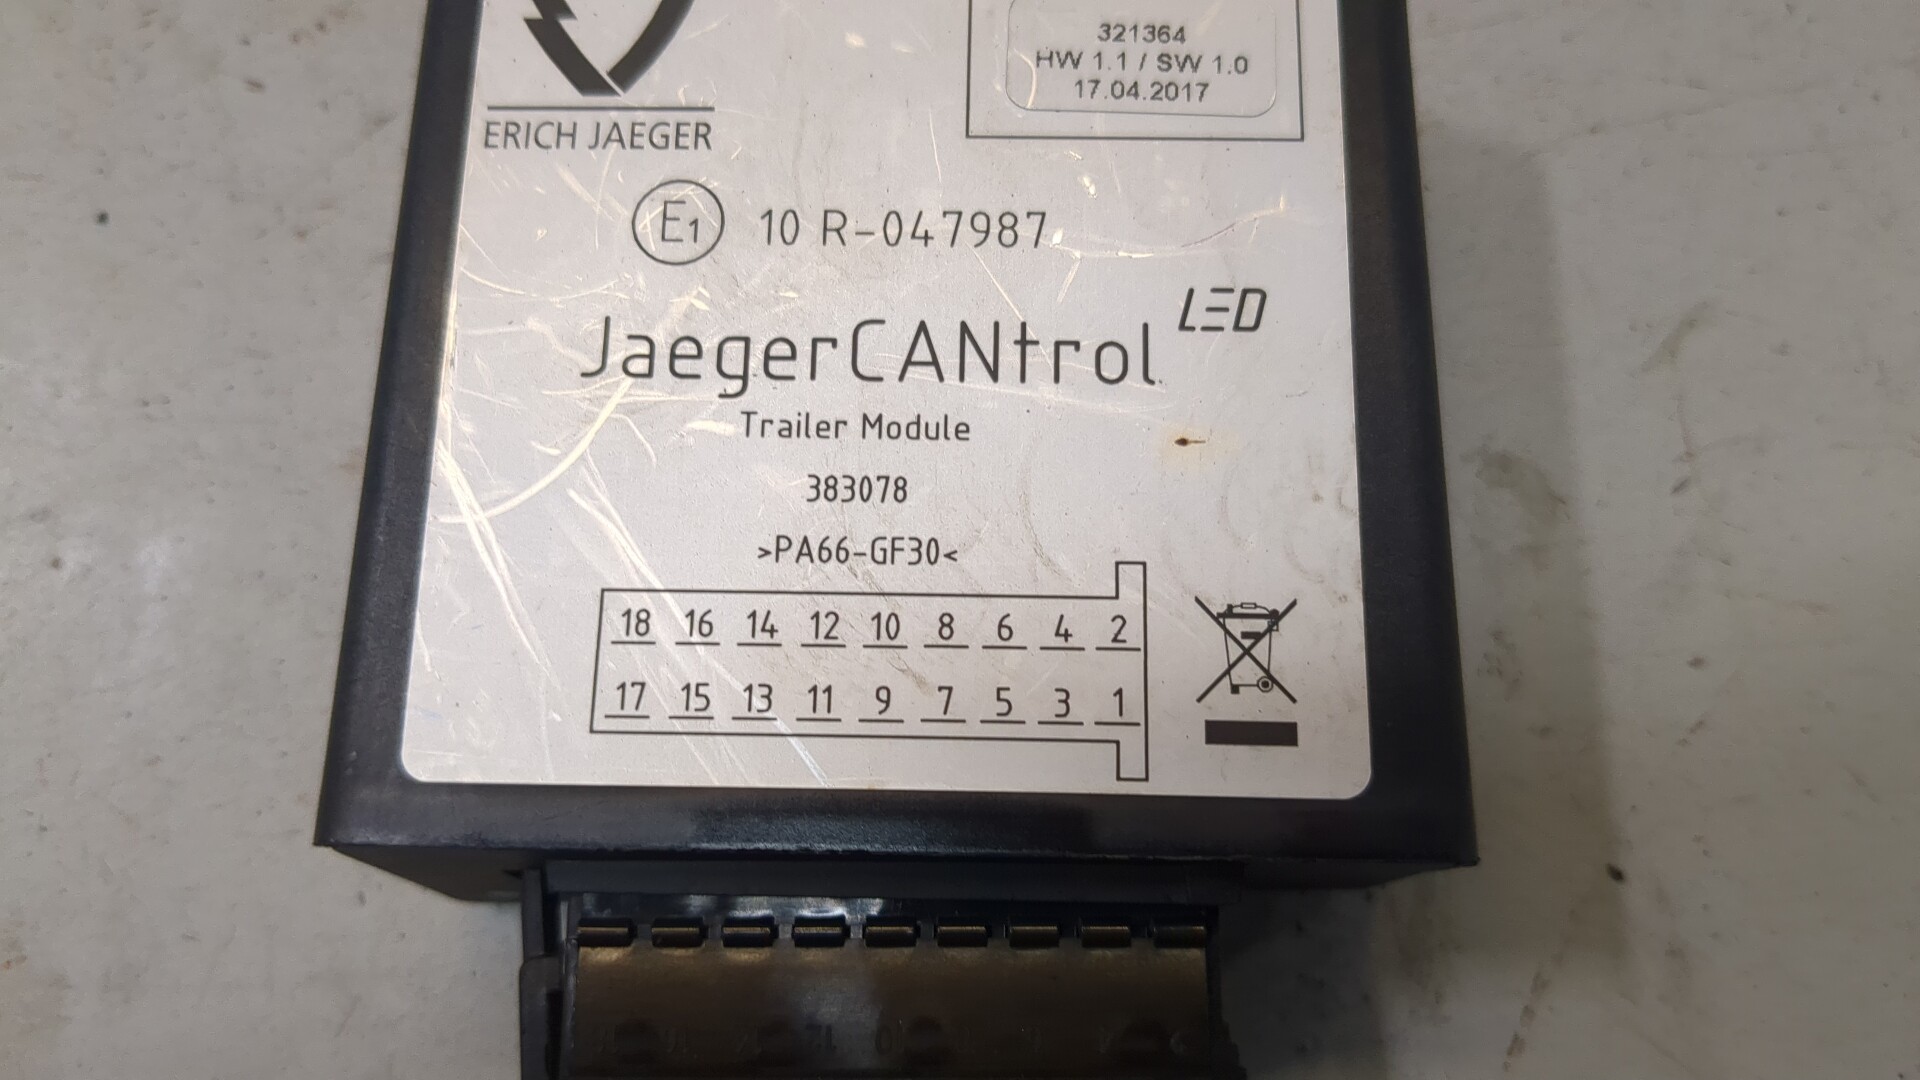 321364
HW 1.1 / SW 1.0
17.04.2017
ERICH JAEGER
E1 10 R-047987
JaegerCANtrol LED
Trailer Module
383078
>PA66-GF30<
18 16 14 12 10 8 6 4 2
17 15 13 11 9 7 5 3 1